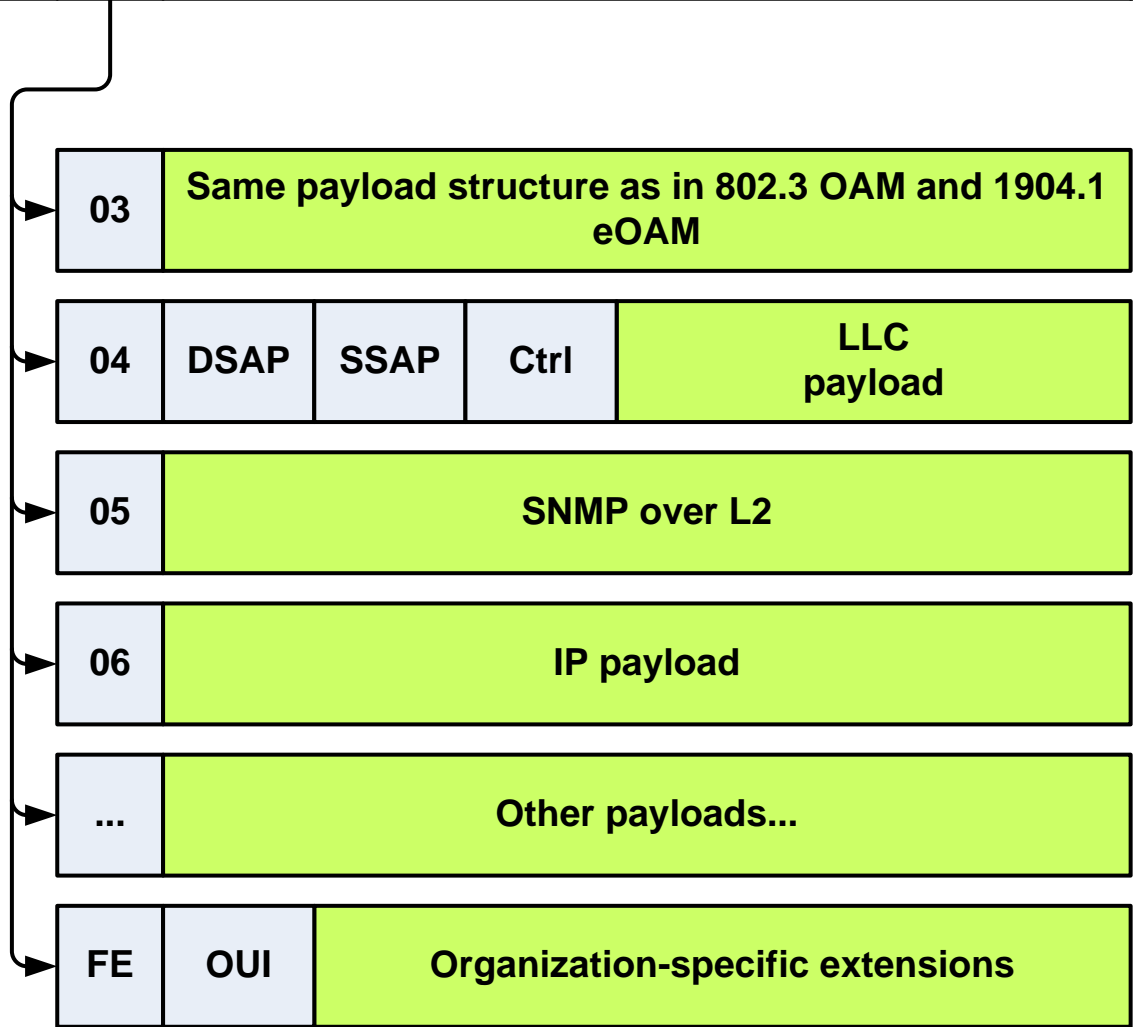 03
Same payload structure as in 802.3 OAM and 1904.1
eOAM
04
DSAP
SSAP
Ctrl
LLC
payload
05
SNMP over L2
06
IP payload
...
Other payloads...
FE
OUI
Organization-specific extensions